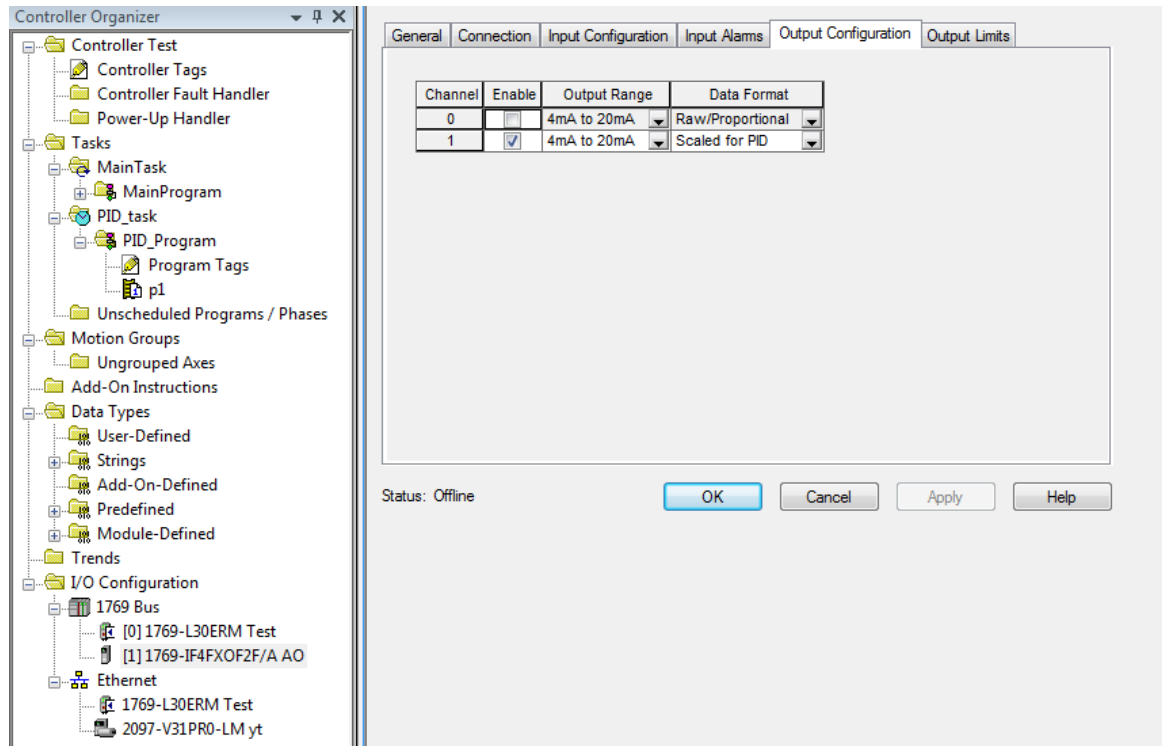 Controller Organizer
Controller Test
Controller Tags
Controller Fault Handler
Power-Up Handler
Tasks
MainTask
MainProgram
PID_task
PID_Program
Program Tags
p1
Unscheduled Programs / Phases
Motion Groups
Ungrouped Axes
Add-On Instructions
Data Types
User-Defined
Strings
Add-On-Defined
Predefined
Module-Defined
Trends
I/O Configuration
1769 Bus
[0] 1769-L30ERM Test
[1] 1769-IF4FXOF2F/A AO
Ethernet
1769-L30ERM Test
2097-V31PR0-LM yt
General Connection Input Configuration Input Alarms Output Configuration Output Limits
Channel Enable Output Range Data Format
0 4mA to 20mA Raw/Proportional
1 4mA to 20mA Scaled for PID
Status: Offline OK Cancel Apply Help